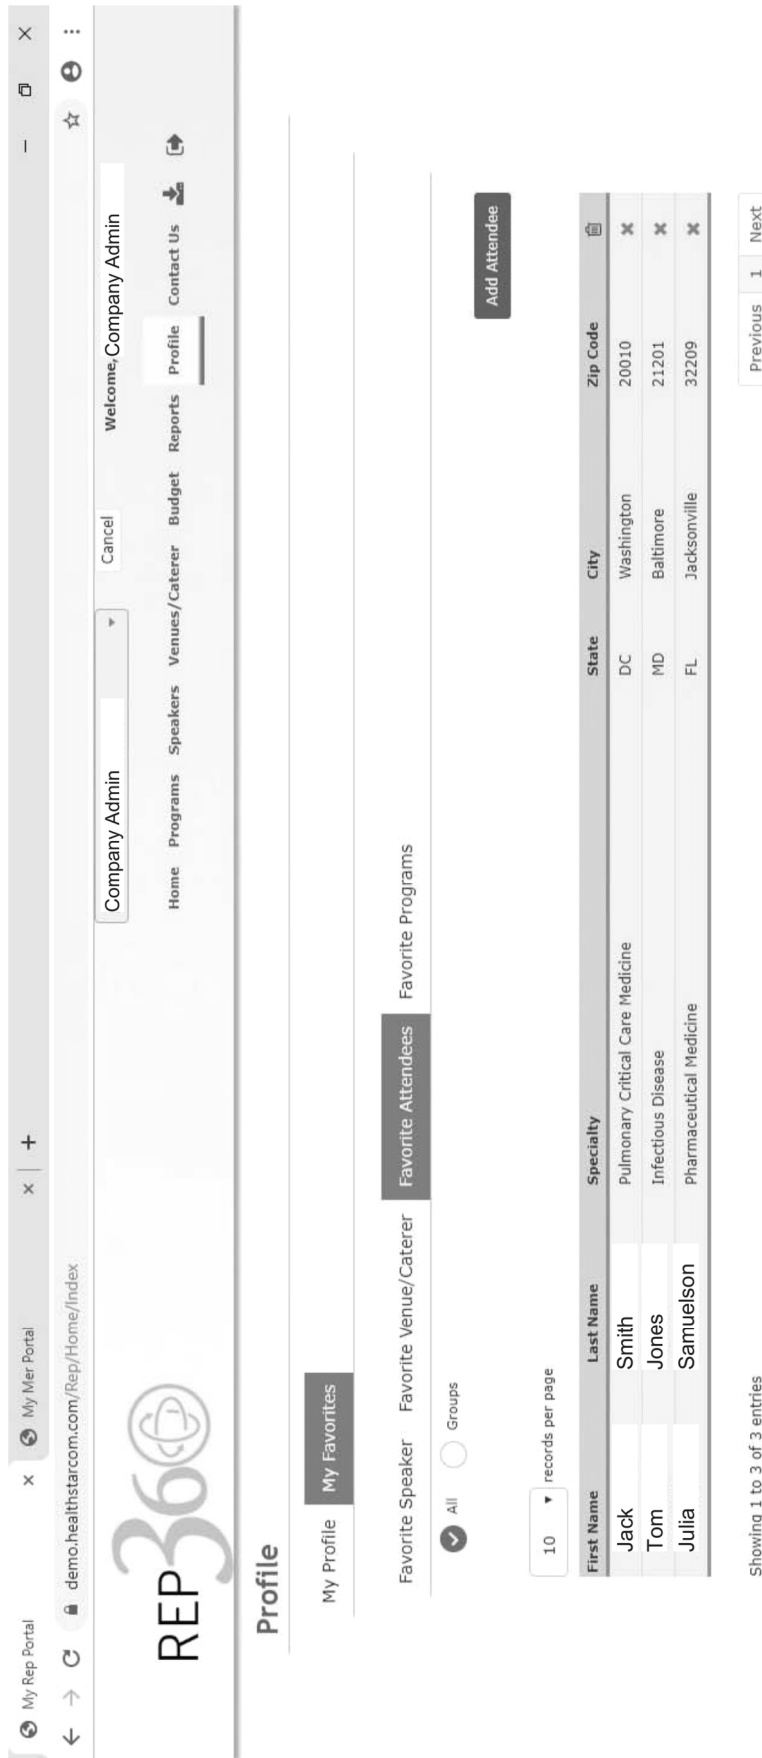 My Rep Portal × My Mer Portal × +
demo.healthstarcom.com/Rep/Home/Index
Company Admin Cancel Welcome, Company Admin
REP360
Home Programs Speakers Venues/Caterer Budget Reports Profile Contact Us
Profile
My Profile My Favorites
Favorite Speaker Favorite Venue/Caterer Favorite Attendees Favorite Programs
All Groups
Add Attendee
10 records per page
First Name Last Name Specialty State City Zip Code
Jack Smith Pulmonary Critical Care Medicine DC Washington 20010
Tom Jones Infectious Disease MD Baltimore 21201
Julia Samuelson Pharmaceutical Medicine FL Jacksonville 32209
Showing 1 to 3 of 3 entries Previous 1 Next